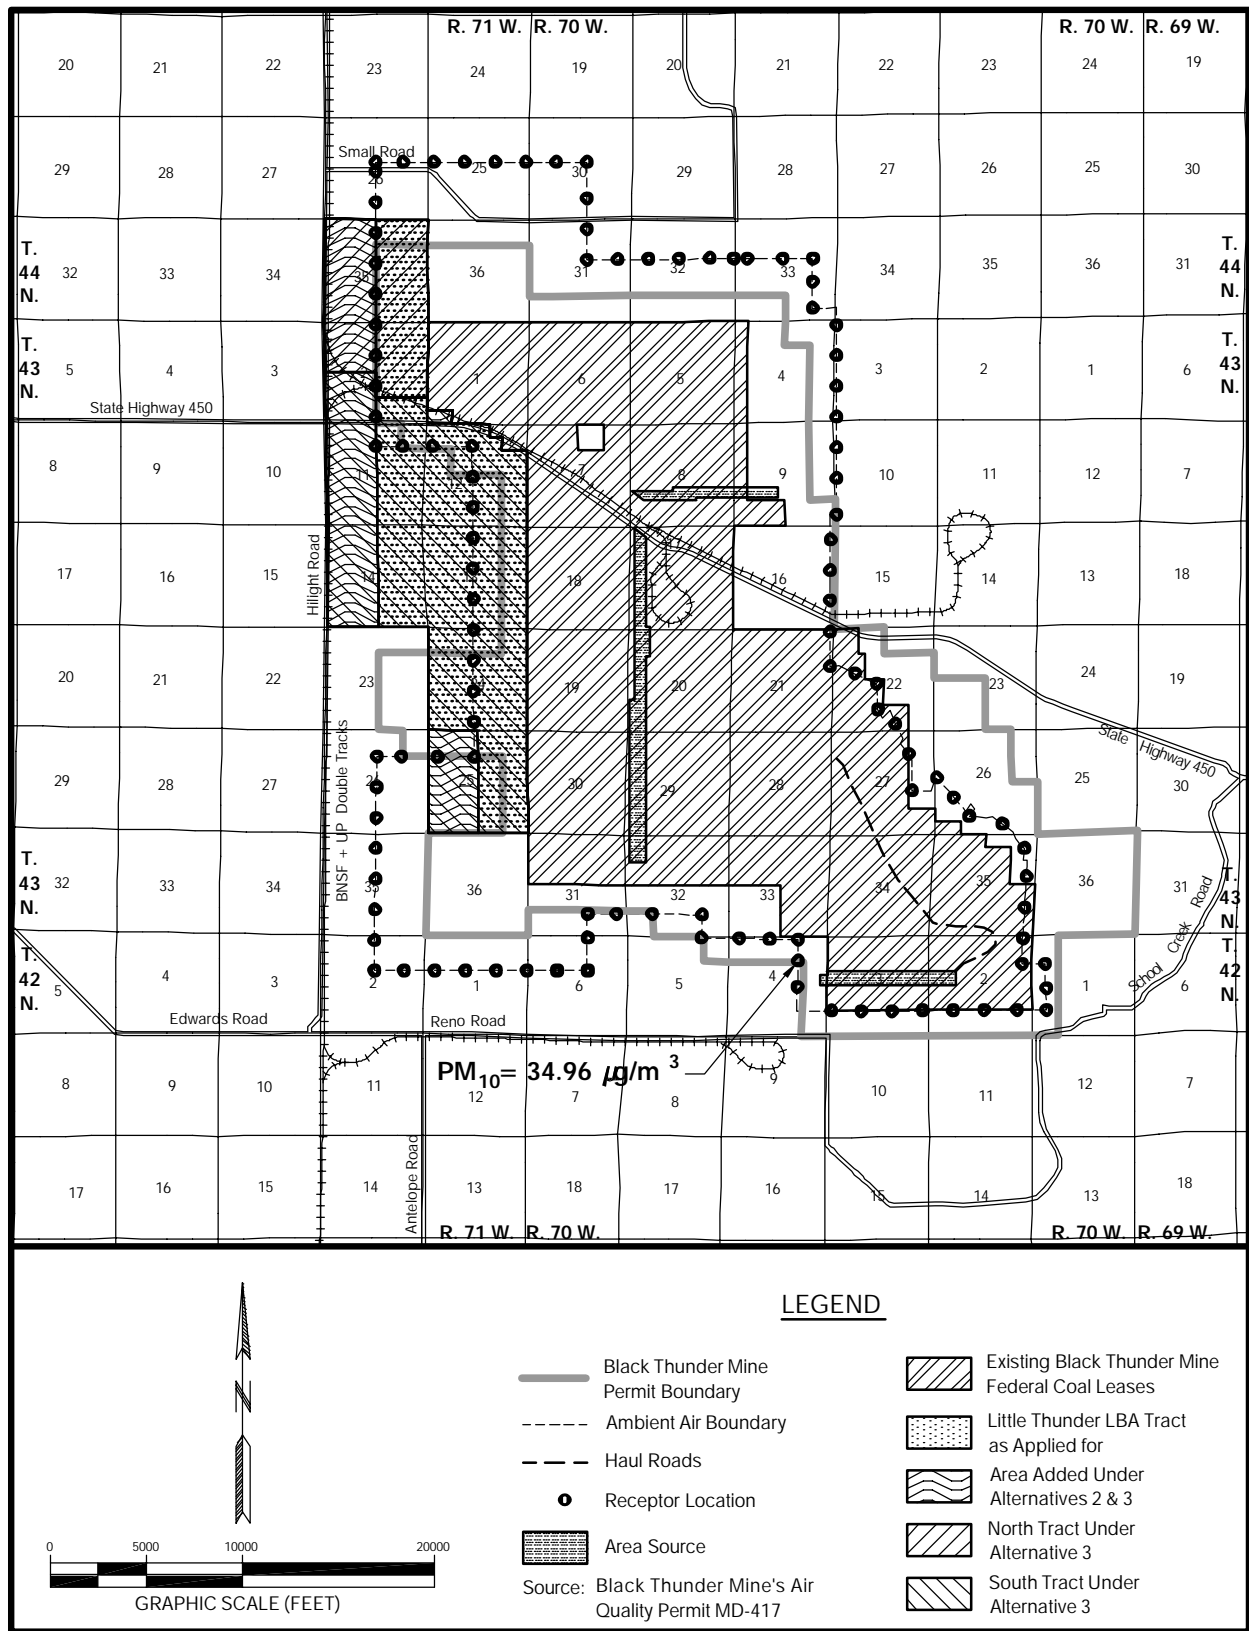 R. 71 W. R. 70 W. R. 70 W. R. 69 W.
20 21 22 23 24 19 20 21 22 23 24 19
Small Road
29 28 27 26 25 30 29 28 27 26 25 30
T. 44 N.
32 33 34 35 36 31 32 33 34 35 36 31
T. 44 N.
T. 43 N.
5 4 3 1 6 5 4 3 2 1 6
T. 43 N.
State Highway 450
8 9 10 11 12 7 8 9 10 11 12 7
Hilight Road
17 16 15 14 18 16 15 14 13 18
20 21 22 23 24 19 20 21 22 23 24 19
State Highway 450
BNSF + UP Double Tracks
29 28 27 25 30 29 28 27 26 25 30
T. 43 N.
32 33 34 35 36 31 32 33 34 35 36 31
T. 43 N.
School Creek Road
T. 42 N.
5 4 3 2 1 6 5 4 2 1 6
T. 42 N.
Edwards Road
Reno Road
PM10= 34.96 µg/m 3
8 9 10 11 12 7 8 9 10 11 12 7
Antelope Road
17 16 15 14 13 18 17 16 15 14 13 18
R. 71 W. R. 70 W. R. 70 W. R. 69 W.
LEGEND
Black Thunder Mine
Permit Boundary
Ambient Air Boundary
Haul Roads
Receptor Location
Area Source
Source: Black Thunder Mine's Air
Quality Permit MD-417
Existing Black Thunder Mine
Federal Coal Leases
Little Thunder LBA Tract
as Applied for
Area Added Under
Alternatives 2 & 3
North Tract Under
Alternative 3
South Tract Under
Alternative 3
N
0 5000 10000 20000
GRAPHIC SCALE (FEET)